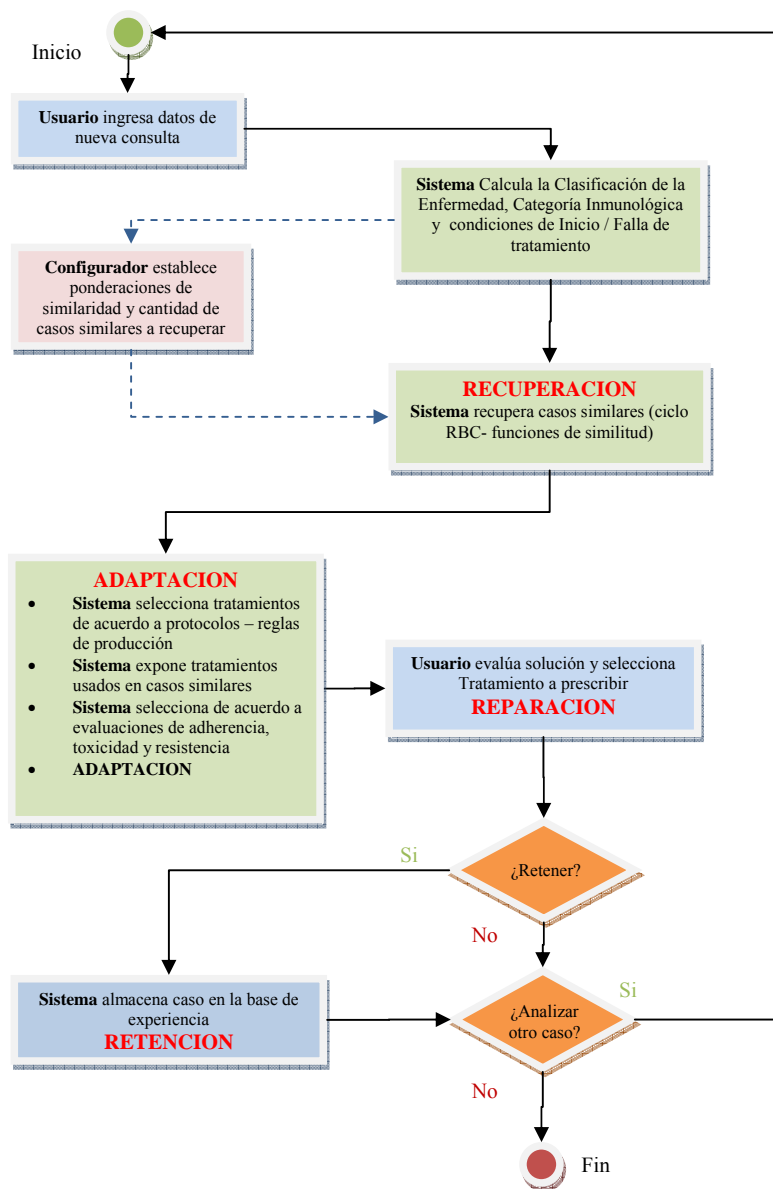 Inicio
Usuario ingresa datos de
nueva consulta
Sistema Calcula la Clasificación de la
Enfermedad, Categoría Inmunológica
y condiciones de Inicio / Falla de
tratamiento
Configurador establece
ponderaciones de
similaridad y cantidad de
casos similares a recuperar
RECUPERACION
Sistema recupera casos similares (ciclo
RBC- funciones de similitud)
ADAPTACION
• Sistema selecciona tratamientos
de acuerdo a protocolos – reglas
de producción
• Sistema expone tratamientos
usados en casos similares
• Sistema selecciona de acuerdo a
evaluaciones de adherencia,
toxicidad y resistencia
• ADAPTACION
Usuario evalúa solución y selecciona
Tratamiento a prescribir
REPARACION
Si
¿Retener?
No
Sistema almacena caso en la base de
experiencia
RETENCION
¿Analizar
otro caso?
Si
No
Fin